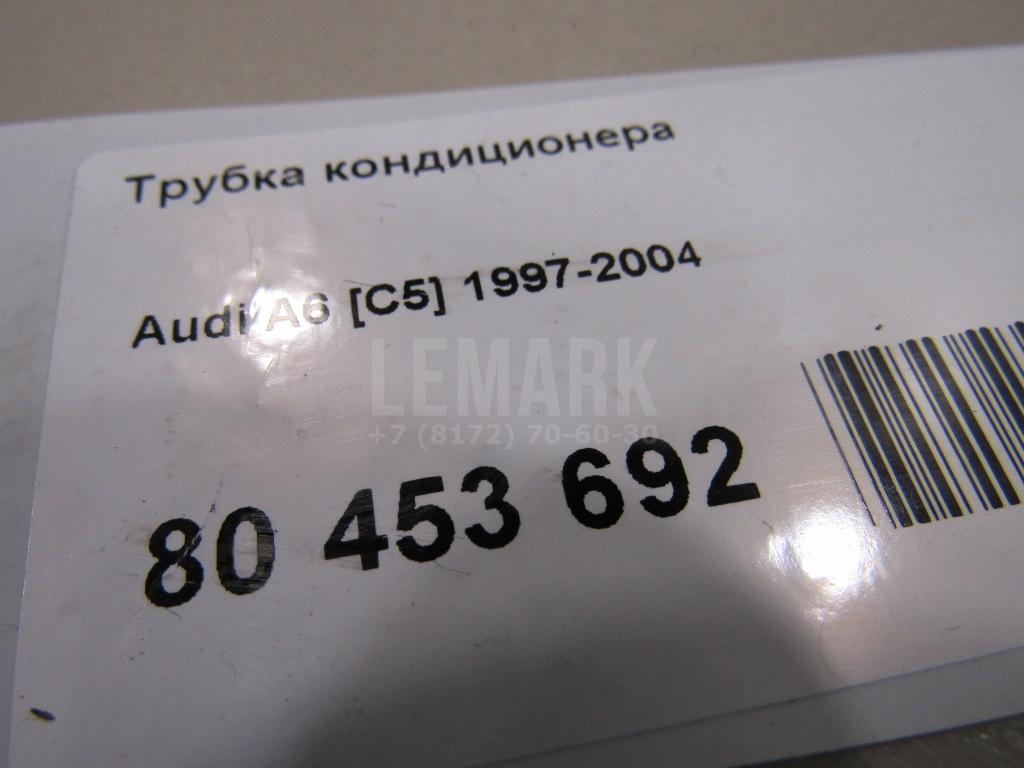 Трубка кондиционера
Audi A6 [C5] 1997-2004
LEMARK
+7 (8172) 70-60-30
80 453 692